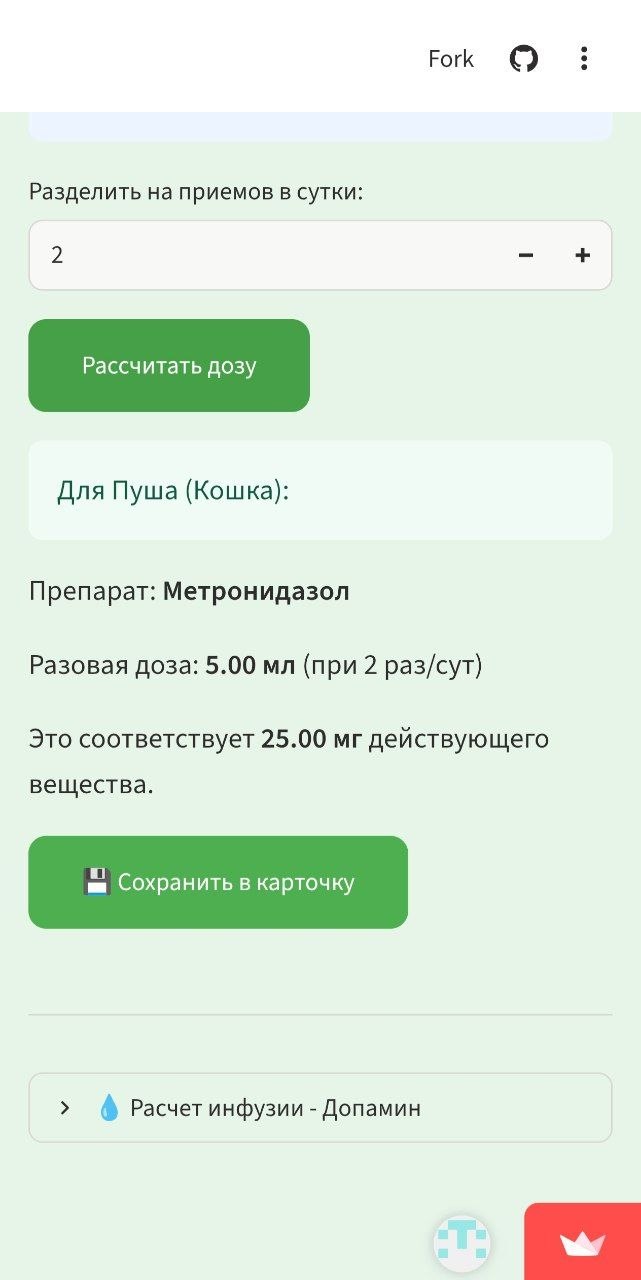 Fork
Разделить на приемов в сутки:
2
Рассчитать дозу
Для Пуша (Кошка):
Препарат: Метронидазол
Разовая доза: 5.00 мл (при 2 раз/сут)
Это соответствует 25.00 мг действующего
вещества.
💾 Сохранить в карточку
💧 Расчет инфузии - Допамин